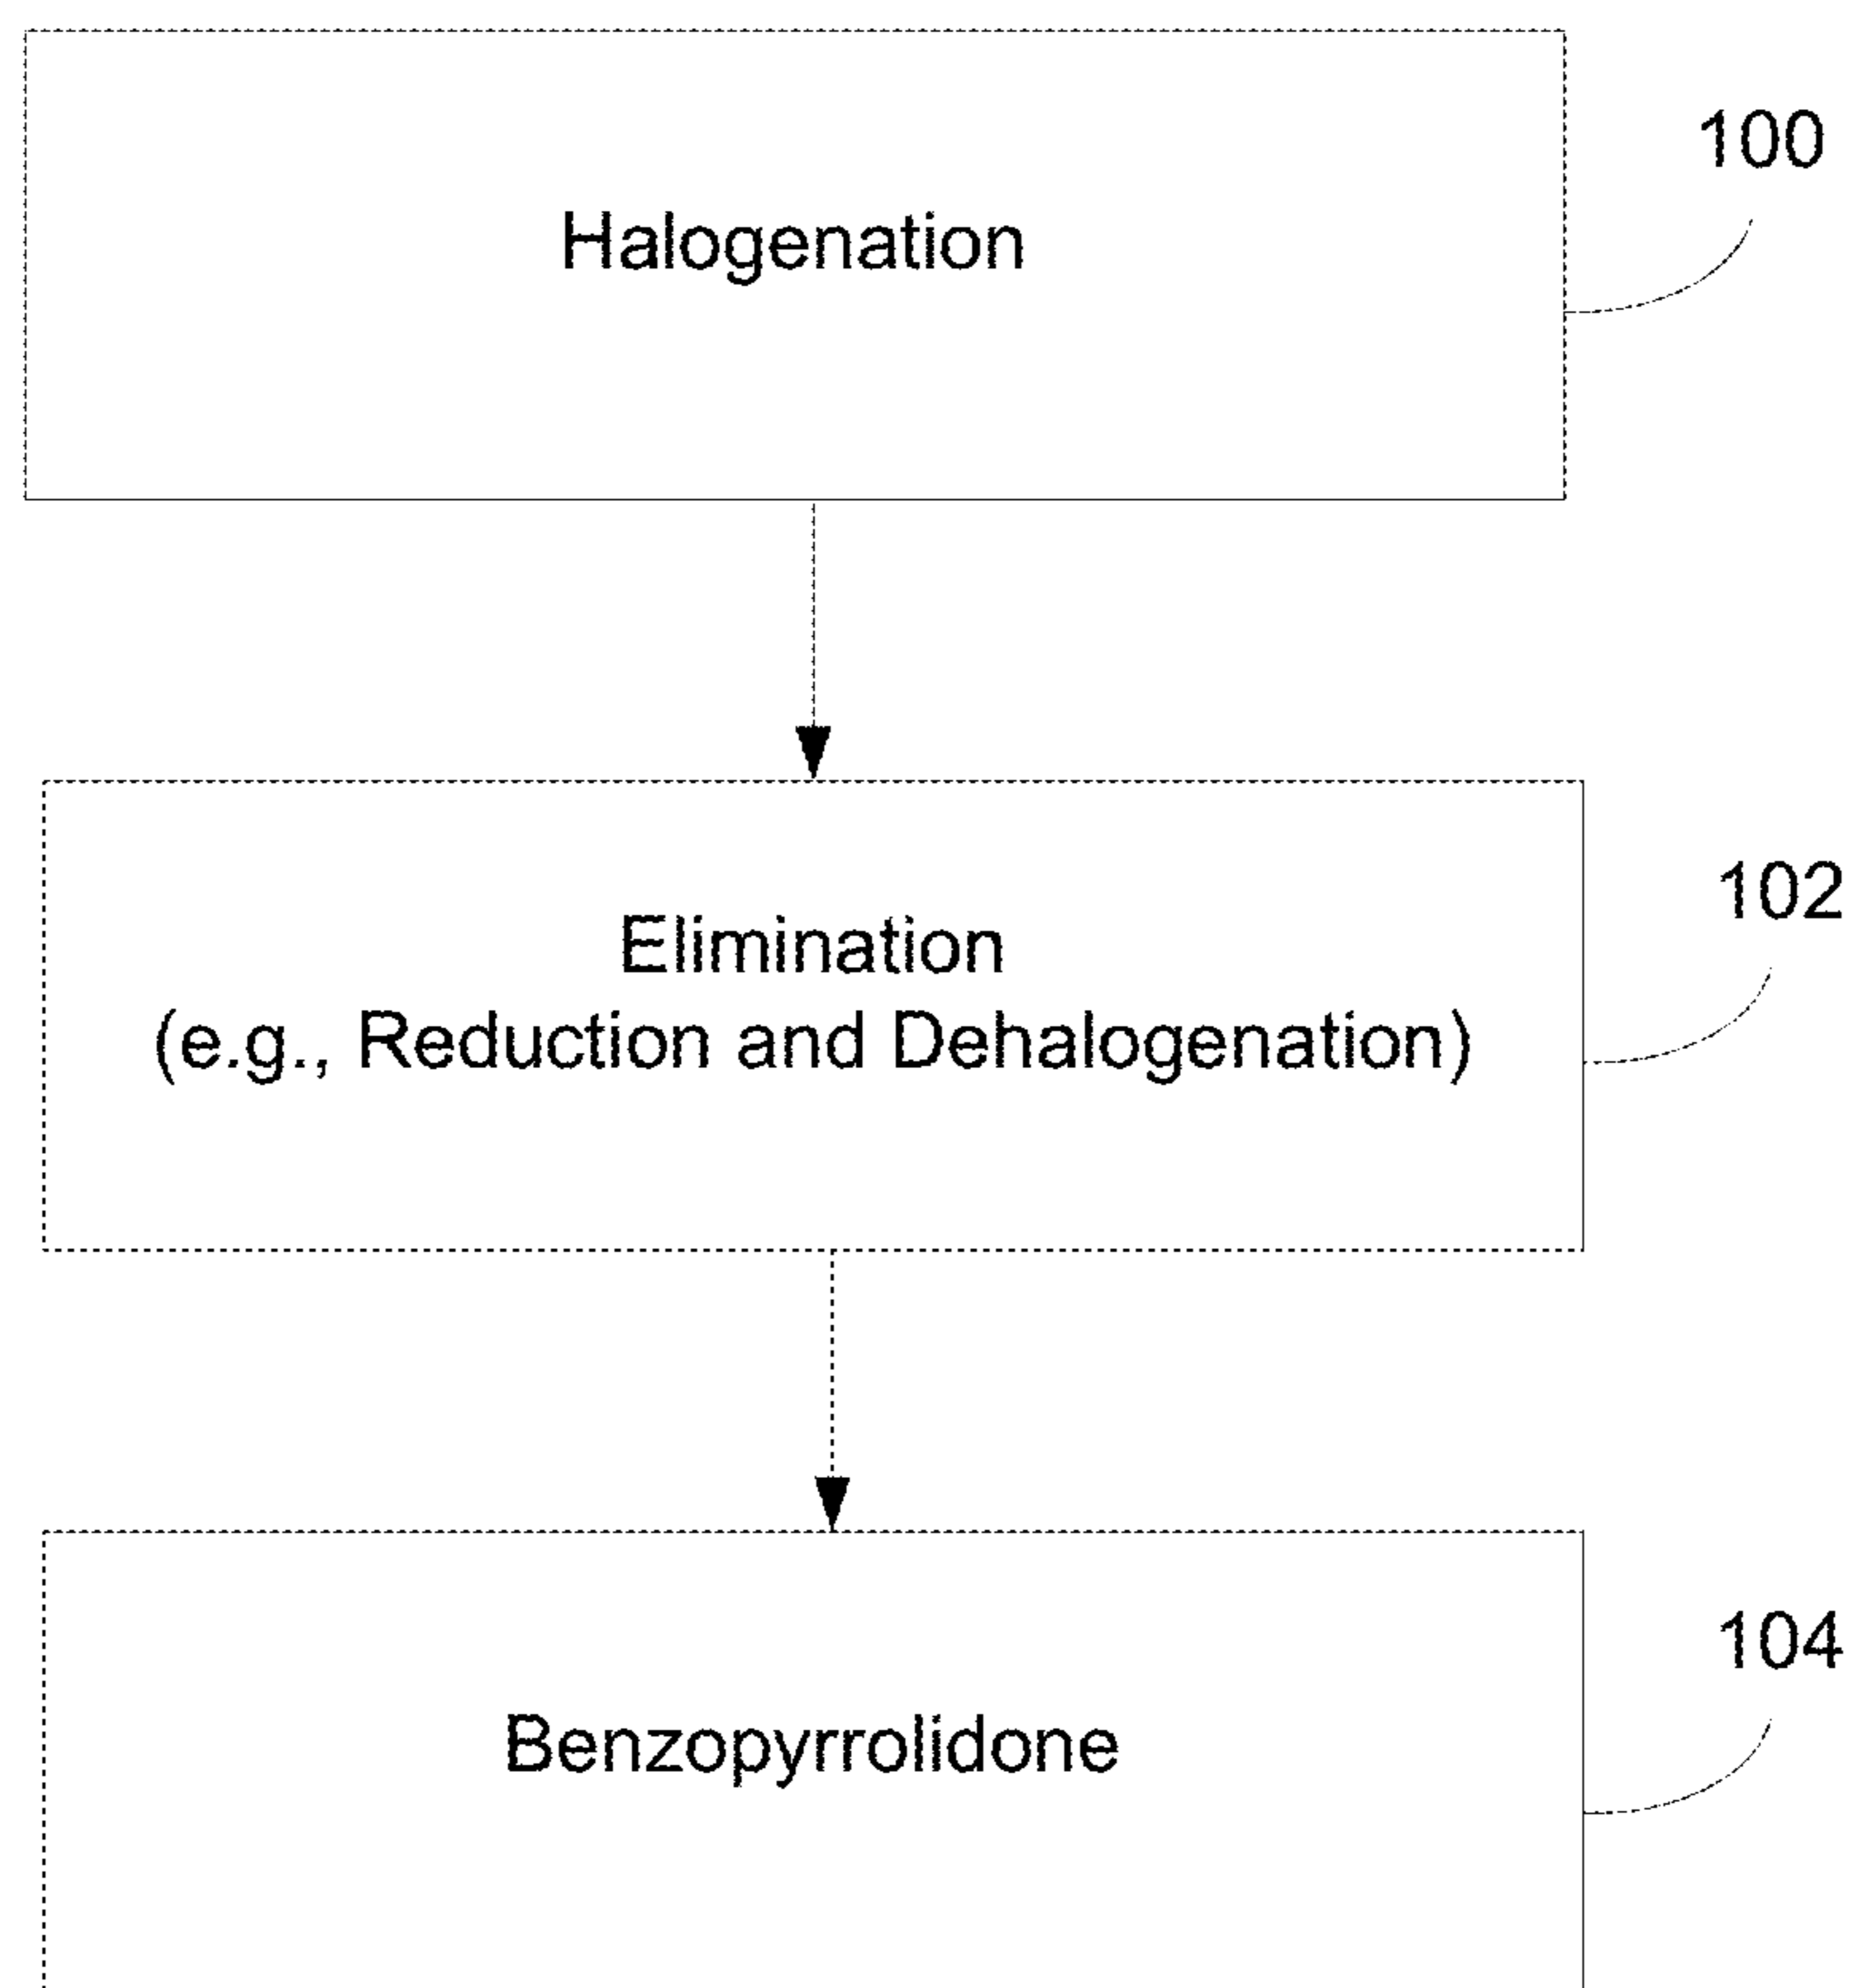 100
Halogenation
102
Elimination
(e.g., Reduction and Dehalogenation)
104
Benzopyrrolidone